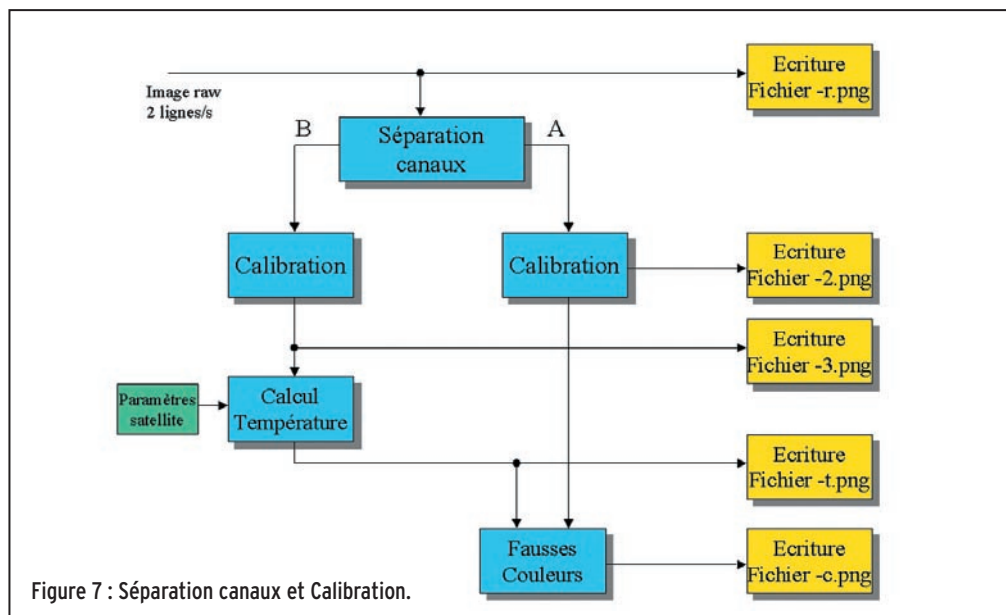 Ecriture
Fichier -r.png
Image raw
2 lignes/s
B
A
Séparation
canaux
Calibration
Calibration
Ecriture
Fichier -2.png
Ecriture
Fichier -3.png
Paramètres
satellite
Calcul
Température
Ecriture
Fichier -t.png
Fausses
Couleurs
Ecriture
Fichier -c.png
Figure 7 : Séparation canaux et Calibration.